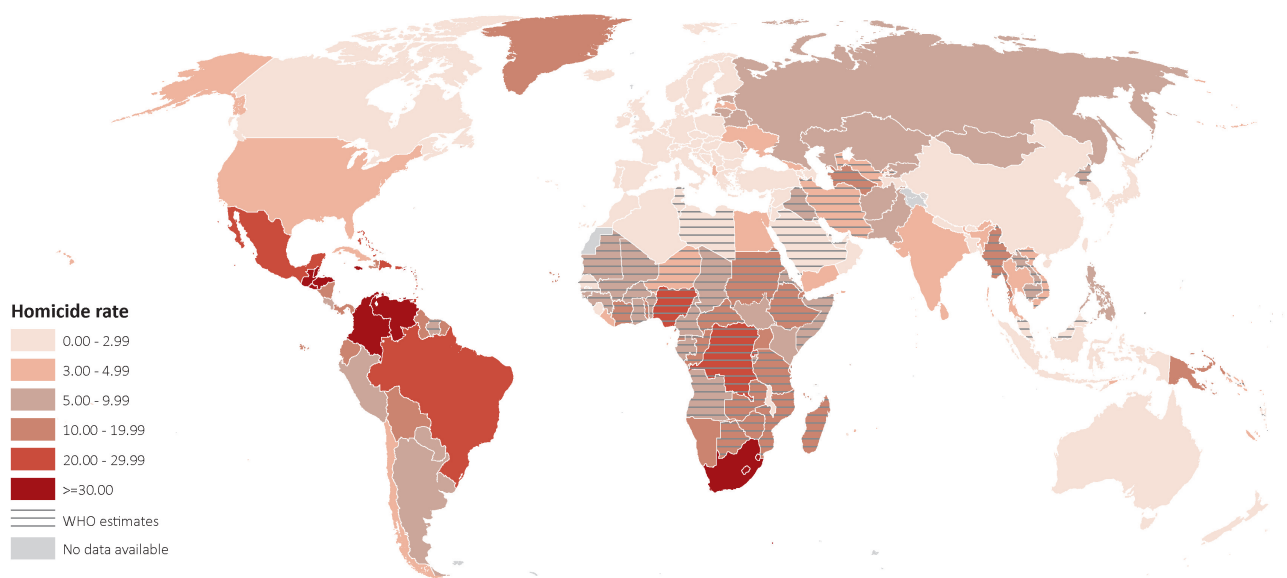 Homicide rate
0.00 - 2.99
3.00 - 4.99
5.00 - 9.99
10.00 - 19.99
20.00 - 29.99
>=30.00
WHO estimates
No data available